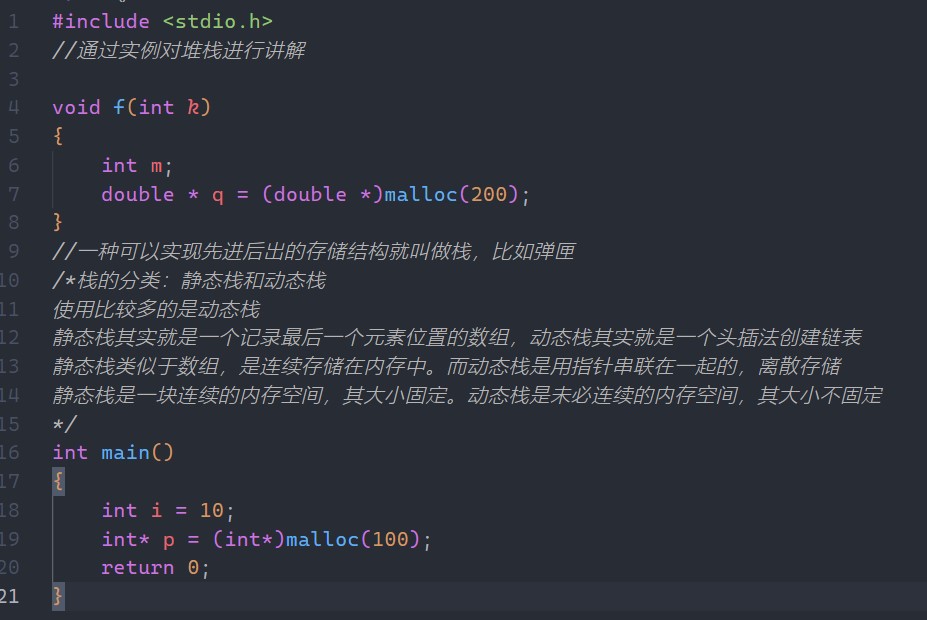 1 #include <stdio.h>
2 //通过实例对堆栈进行讲解
3
4 void f(int k)
5 {
6 int m;
7 double * q = (double *)malloc(200);
8 }
9 //一种可以实现先进后出的存储结构就叫做栈，比如弹匣
10 /*栈的分类：静态栈和动态栈
11 使用比较多的是动态栈
12 静态栈其实就是一个记录最后一个元素位置的数组，动态栈其实就是一个头插法创建链表
13 静态栈类似于数组，是连续存储在内存中。而动态栈是用指针串联在一起的，离散存储
14 静态栈是一块连续的内存空间，其大小固定。动态栈是未必连续的内存空间，其大小不固定
15 */
16 int main()
17 {
18 int i = 10;
19 int* p = (int*)malloc(100);
20 return 0;
21 }